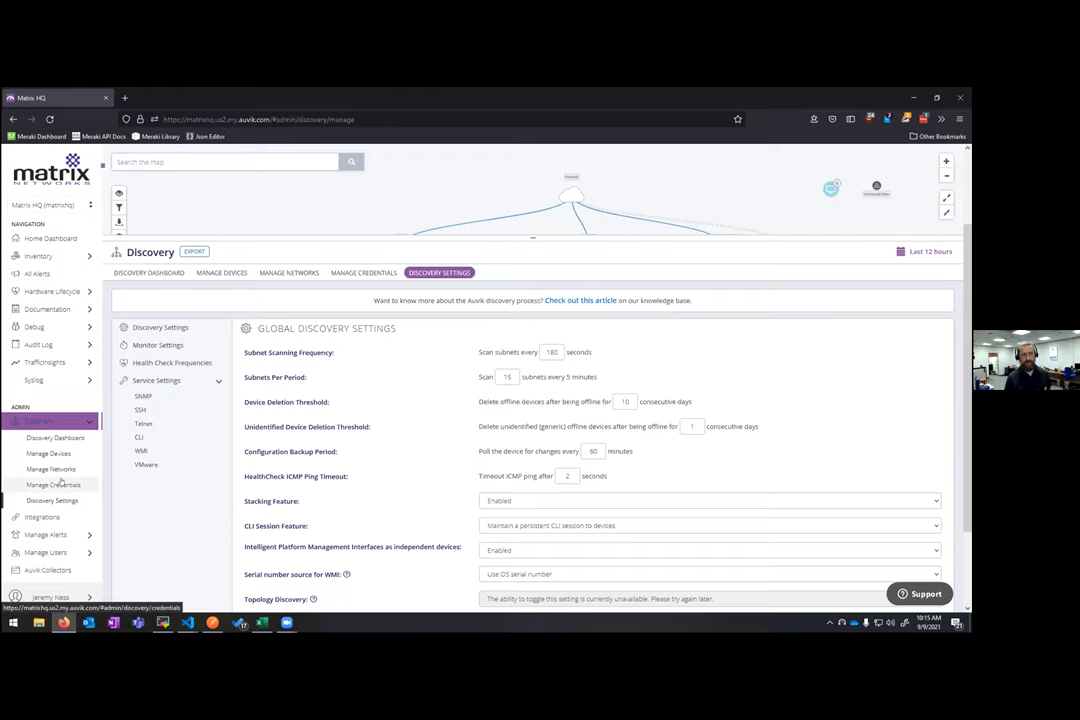 Matrix HQ
https://matrixhq.us2.my.auvik.com/#admin/discovery/manage
Meraki Dashboard
Meraki API Docs
Meraki Library
Json Editor
Other Bookmarks
matrix
NETWORKS
Matrix HQ (matrixhq)
NAVIGATION
Home Dashboard
Inventory
All Alerts
Hardware Lifecycle
Documentation
Debug
Audit Log
TrafficInsights
Syslog
ADMIN
Discovery
Discovery Dashboard
Manage Devices
Manage Networks
Manage Credentials
Discovery Settings
Integrations
Manage Alerts
Manage Users
Auvik Collectors
Jeremy Ness
https://matrixhq.us2.my.auvik.com/#admin/discovery/credentials
Search the map
Internet
Discovery
EXPORT
Last 12 hours
DISCOVERY DASHBOARD
MANAGE DEVICES
MANAGE NETWORKS
MANAGE CREDENTIALS
DISCOVERY SETTINGS
Want to know more about the Auvik discovery process? Check out this article on our knowledge base.
Discovery Settings
Monitor Settings
Health Check Frequencies
Service Settings
SNMP
SSH
Telnet
CLI
WMI
VMware
GLOBAL DISCOVERY SETTINGS
Subnet Scanning Frequency: Scan subnets every 180 seconds
Subnets Per Period: Scan 15 subnets every 5 minutes
Device Deletion Threshold: Delete offline devices after being offline for 10 consecutive days
Unidentified Device Deletion Threshold: Delete unidentified (generic) offline devices after being offline for 1 consecutive days
Configuration Backup Period: Poll the device for changes every 60 minutes
HealthCheck ICMP Ping Timeout: Timeout ICMP ping after 2 seconds
Stacking Feature: Enabled
CLI Session Feature: Maintain a persistent CLI session to devices
Intelligent Platform Management Interfaces as independent devices: Enabled
Serial number source for WMI: Use OS serial number
Topology Discovery: The ability to toggle this setting is currently unavailable. Please try again later.
Support
10:15 AM
9/9/2021